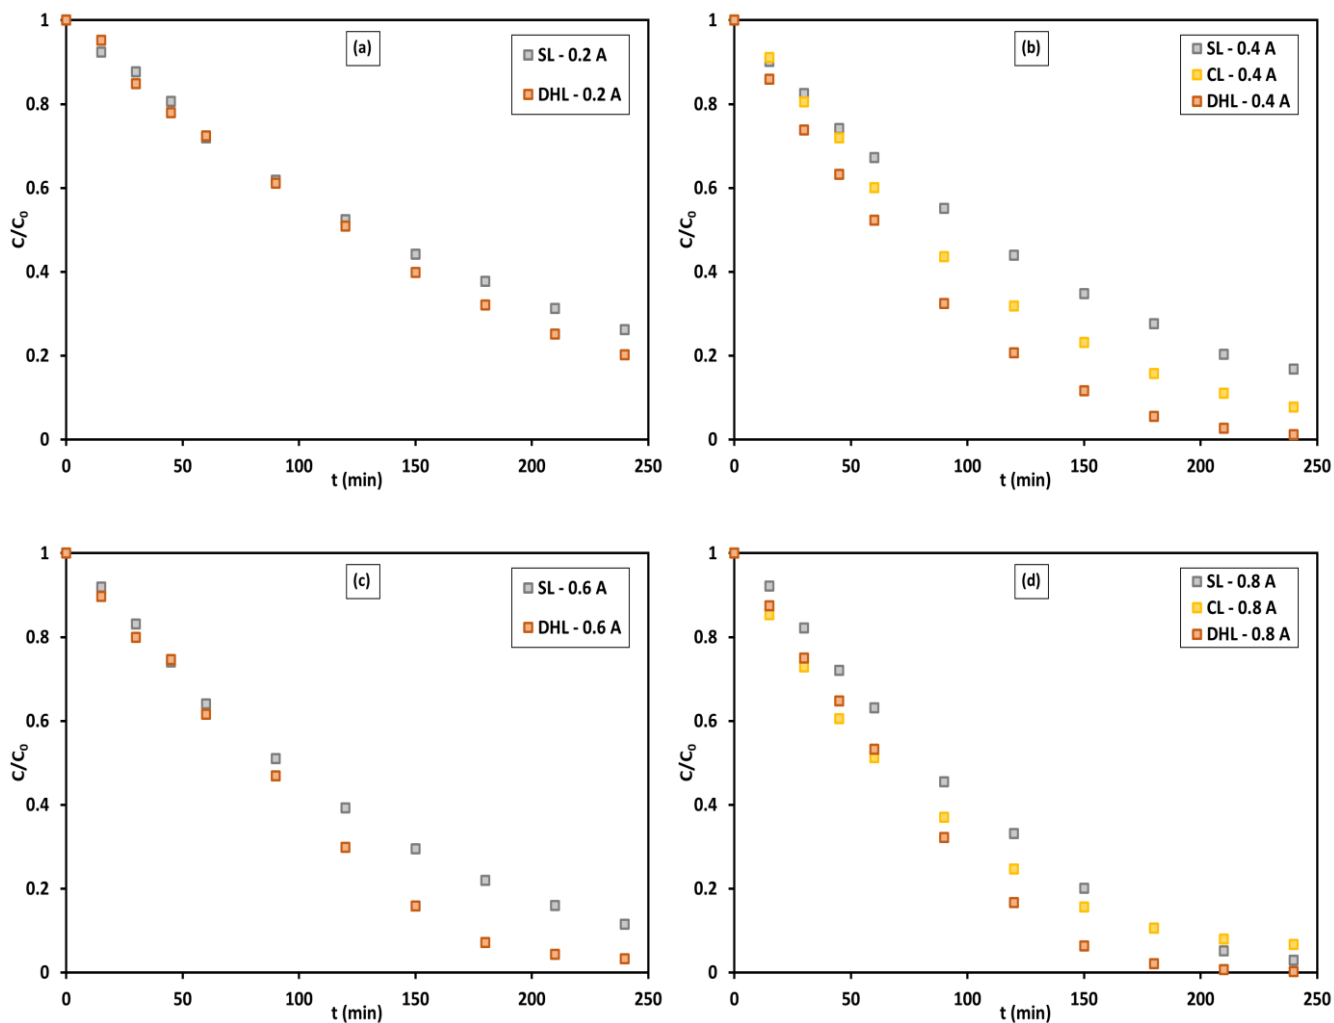 1
0.8
0.6
0.4
0.2
0
C/C₀
(a)
SL - 0.2 A
DHL - 0.2 A
0 50 100 150 200 250
t (min)
1
0.8
0.6
0.4
0.2
0
C/C₀
(b)
SL - 0.4 A
CL - 0.4 A
DHL - 0.4 A
0 50 100 150 200 250
t (min)
1
0.8
0.6
0.4
0.2
0
C/C₀
(c)
SL - 0.6 A
DHL - 0.6 A
0 50 100 150 200 250
t (min)
1
0.8
0.6
0.4
0.2
0
C/C₀
(d)
SL - 0.8 A
CL - 0.8 A
DHL - 0.8 A
0 50 100 150 200 250
t (min)